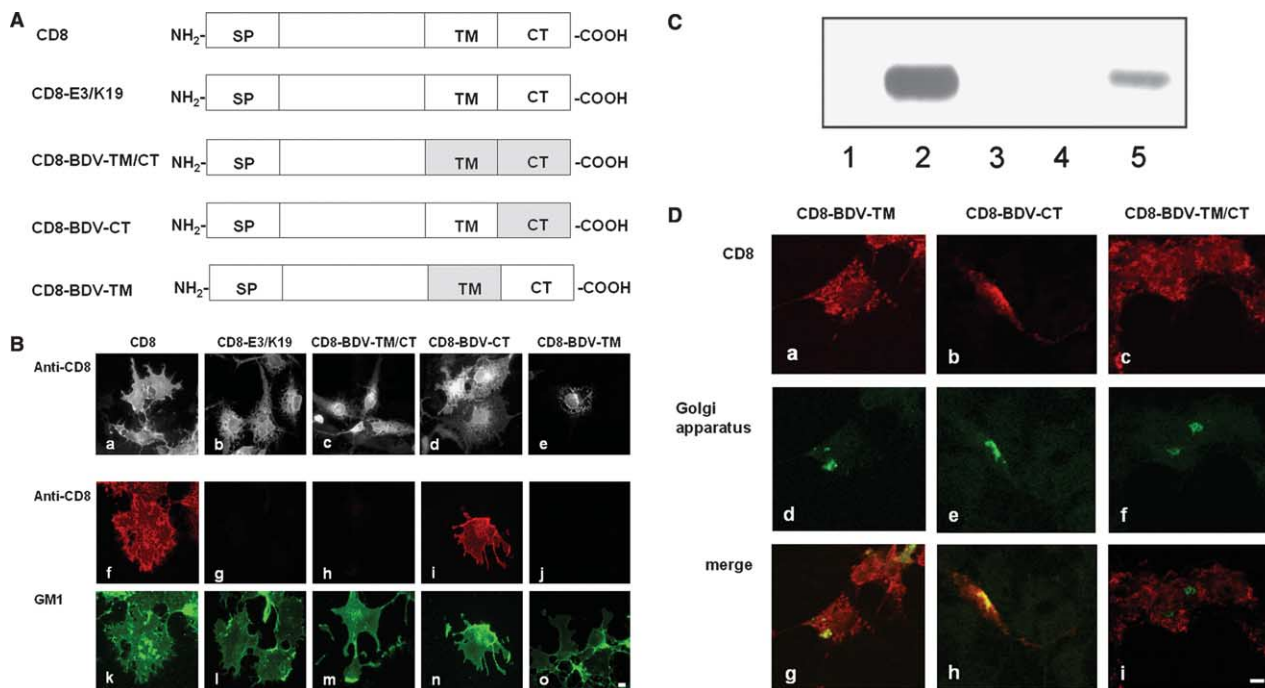 A
CD8 NH2- SP TM CT -COOH
CD8-E3/K19 NH2- SP TM CT -COOH
CD8-BDV-TM/CT NH2- SP TM CT -COOH
CD8-BDV-CT NH2- SP TM CT -COOH
CD8-BDV-TM NH2- SP TM CT -COOH
B
CD8 CD8-E3/K19 CD8-BDV-TM/CT CD8-BDV-CT CD8-BDV-TM
Anti-CD8
a b c d e
Anti-CD8
f g h i j
GM1
k l m n o
C
1 2 3 4 5
D
CD8-BDV-TM CD8-BDV-CT CD8-BDV-TM/CT
CD8
a b c
Golgi
apparatus
d e f
merge
g h i